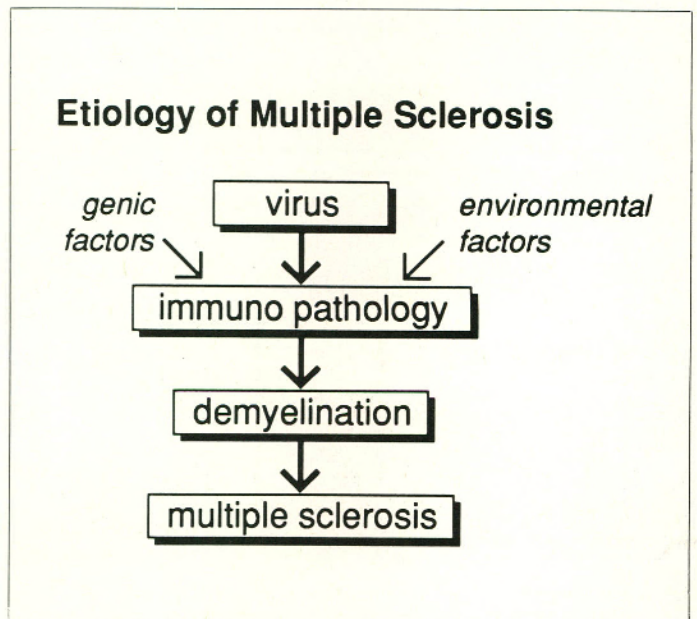 Etiology of Multiple Sclerosis
virus
genic
factors
environmental
factors
immuno pathology
demyelination
multiple sclerosis